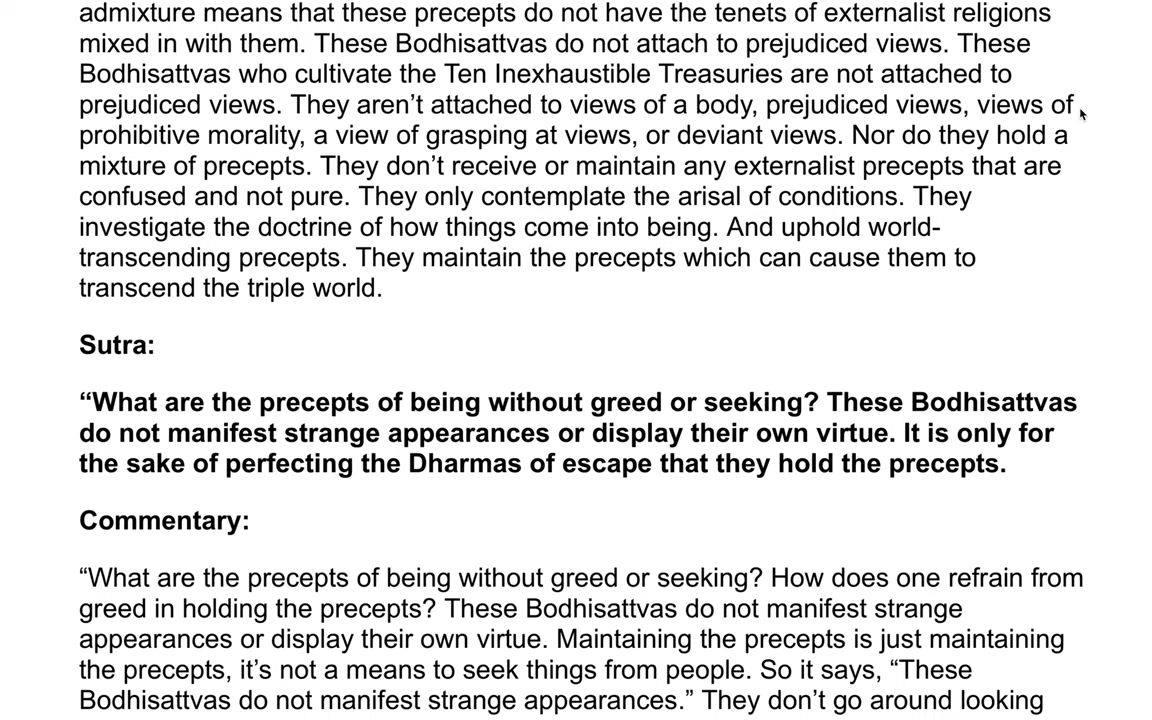 admixture means that these precepts do not have the tenets of externalist religions
mixed in with them. These Bodhisattvas do not attach to prejudiced views. These
Bodhisattvas who cultivate the Ten Inexhaustible Treasuries are not attached to
prejudiced views. They aren’t attached to views of a body, prejudiced views, views of
prohibitive morality, a view of grasping at views, or deviant views. Nor do they hold a
mixture of precepts. They don’t receive or maintain any externalist precepts that are
confused and not pure. They only contemplate the arisal of conditions. They
investigate the doctrine of how things come into being. And uphold world-
transcending precepts. They maintain the precepts which can cause them to
transcend the triple world.
Sutra:
“What are the precepts of being without greed or seeking? These Bodhisattvas
do not manifest strange appearances or display their own virtue. It is only for
the sake of perfecting the Dharmas of escape that they hold the precepts.
Commentary:
“What are the precepts of being without greed or seeking? How does one refrain from
greed in holding the precepts? These Bodhisattvas do not manifest strange
appearances or display their own virtue. Maintaining the precepts is just maintaining
the precepts, it’s not a means to seek things from people. So it says, “These
Bodhisattvas do not manifest strange appearances.” They don’t go around looking